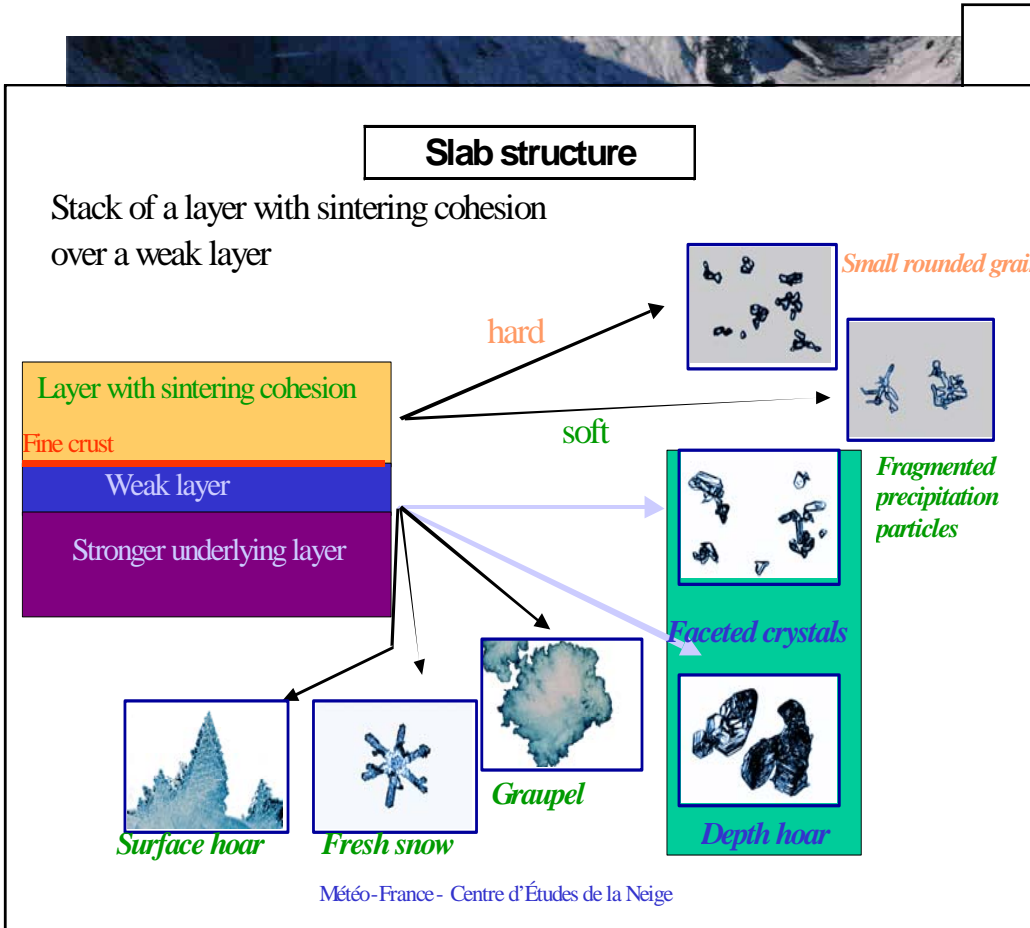 Slab structure
Stack of a layer with sintering cohesion
over a weak layer
Small rounded grai
hard
Layer with sintering cohesion
soft
Fine crust
Weak layer
Fragmented
precipitation
particles
Stronger underlying layer
Faceted crystals
Graupel
Surface hoar
Fresh snow
Depth hoar
Météo-France - Centre d'Études de la Neige